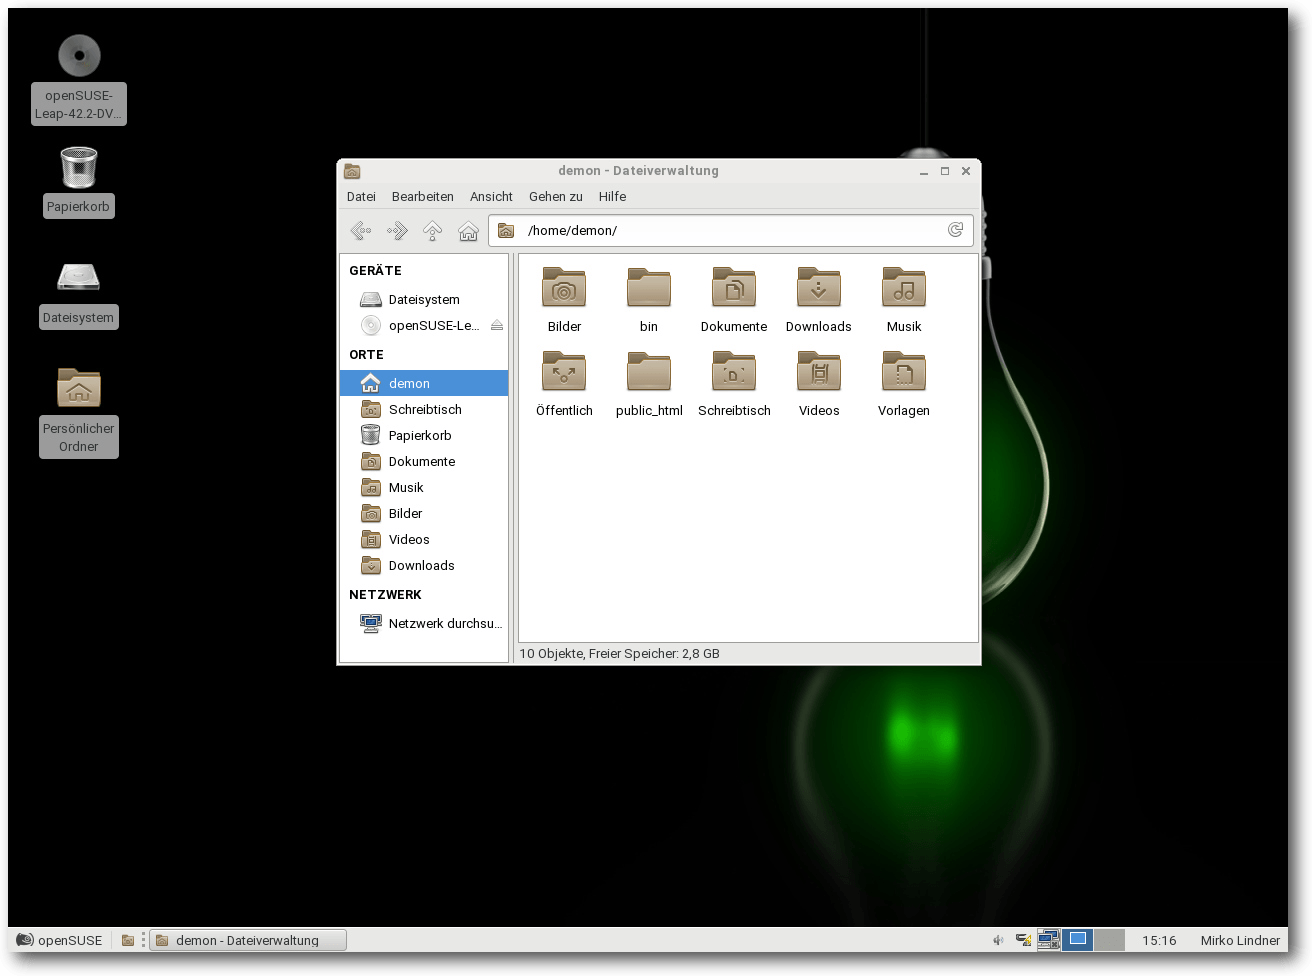 openSUSE-
Leap-42.2-DV...
Papierkorb
Dateisystem
Persönlicher
Ordner
demon - Dateiverwaltung
Datei Bearbeiten Ansicht Gehen zu Hilfe
/home/demon/
GERÄTE
Dateisystem
openSUSE-Le...
ORTE
demon
Schreibtisch
Papierkorb
Dokumente
Musik
Bilder
Videos
Downloads
NETZWERK
Netzwerk durchsu...
Bilder bin Dokumente Downloads Musik
Öffentlich public_html Schreibtisch Videos Vorlagen
10 Objekte, Freier Speicher: 2,8 GB
openSUSE demon - Dateiverwaltung 15:16 Mirko Lindner